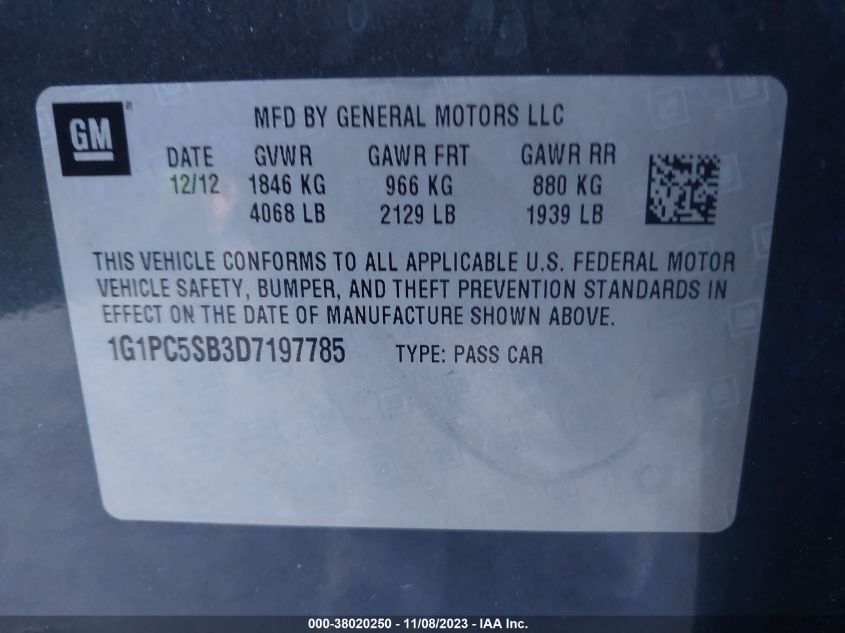 GM ®
MFD BY GENERAL MOTORS LLC
DATE GVWR GAWR FRT GAWR RR
12/12 1846 KG 966 KG 880 KG
4068 LB 2129 LB 1939 LB
THIS VEHICLE CONFORMS TO ALL APPLICABLE U.S. FEDERAL MOTOR
VEHICLE SAFETY, BUMPER, AND THEFT PREVENTION STANDARDS IN
EFFECT ON THE DATE OF MANUFACTURE SHOWN ABOVE.
1G1PC5SB3D7197785 TYPE: PASS CAR
000-38020250 - 11/08/2023 - IAA Inc.